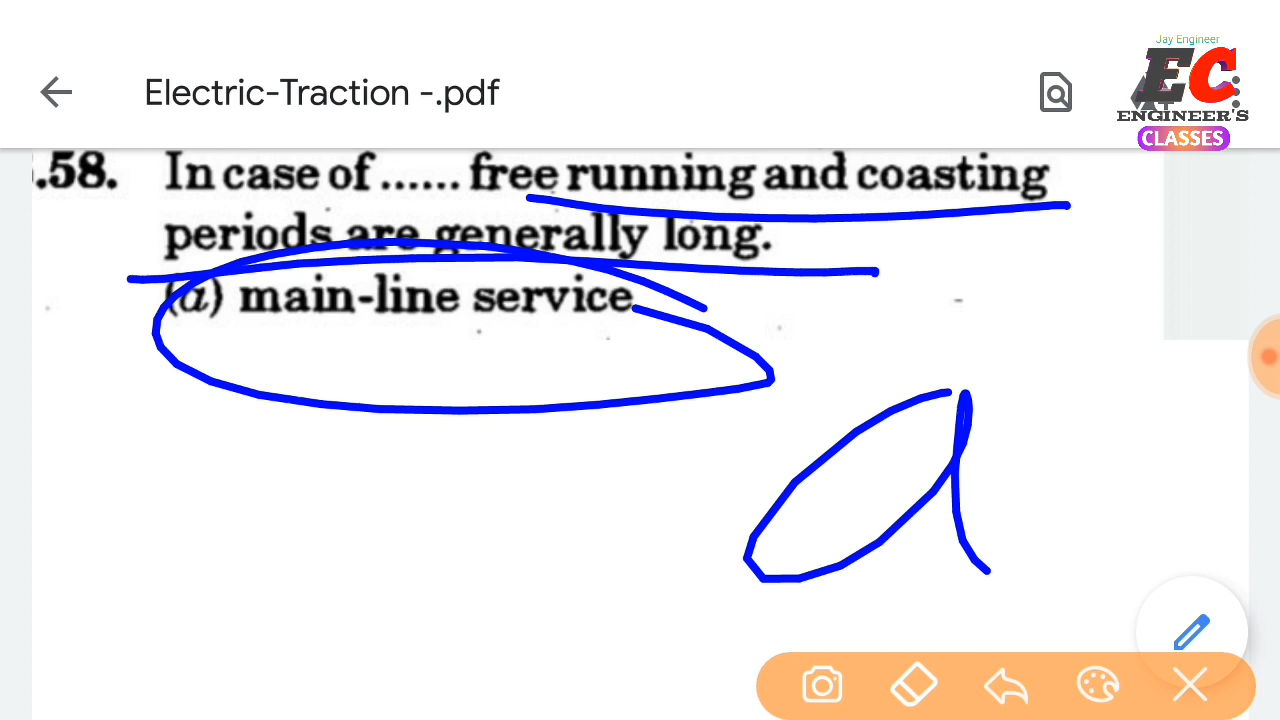 Jay Engineer
EC
ENGINEER'S
CLASSES
Electric-Traction -.pdf
.58. In case of ...... free running and coasting
periods are generally long.
(a) main-line service
a